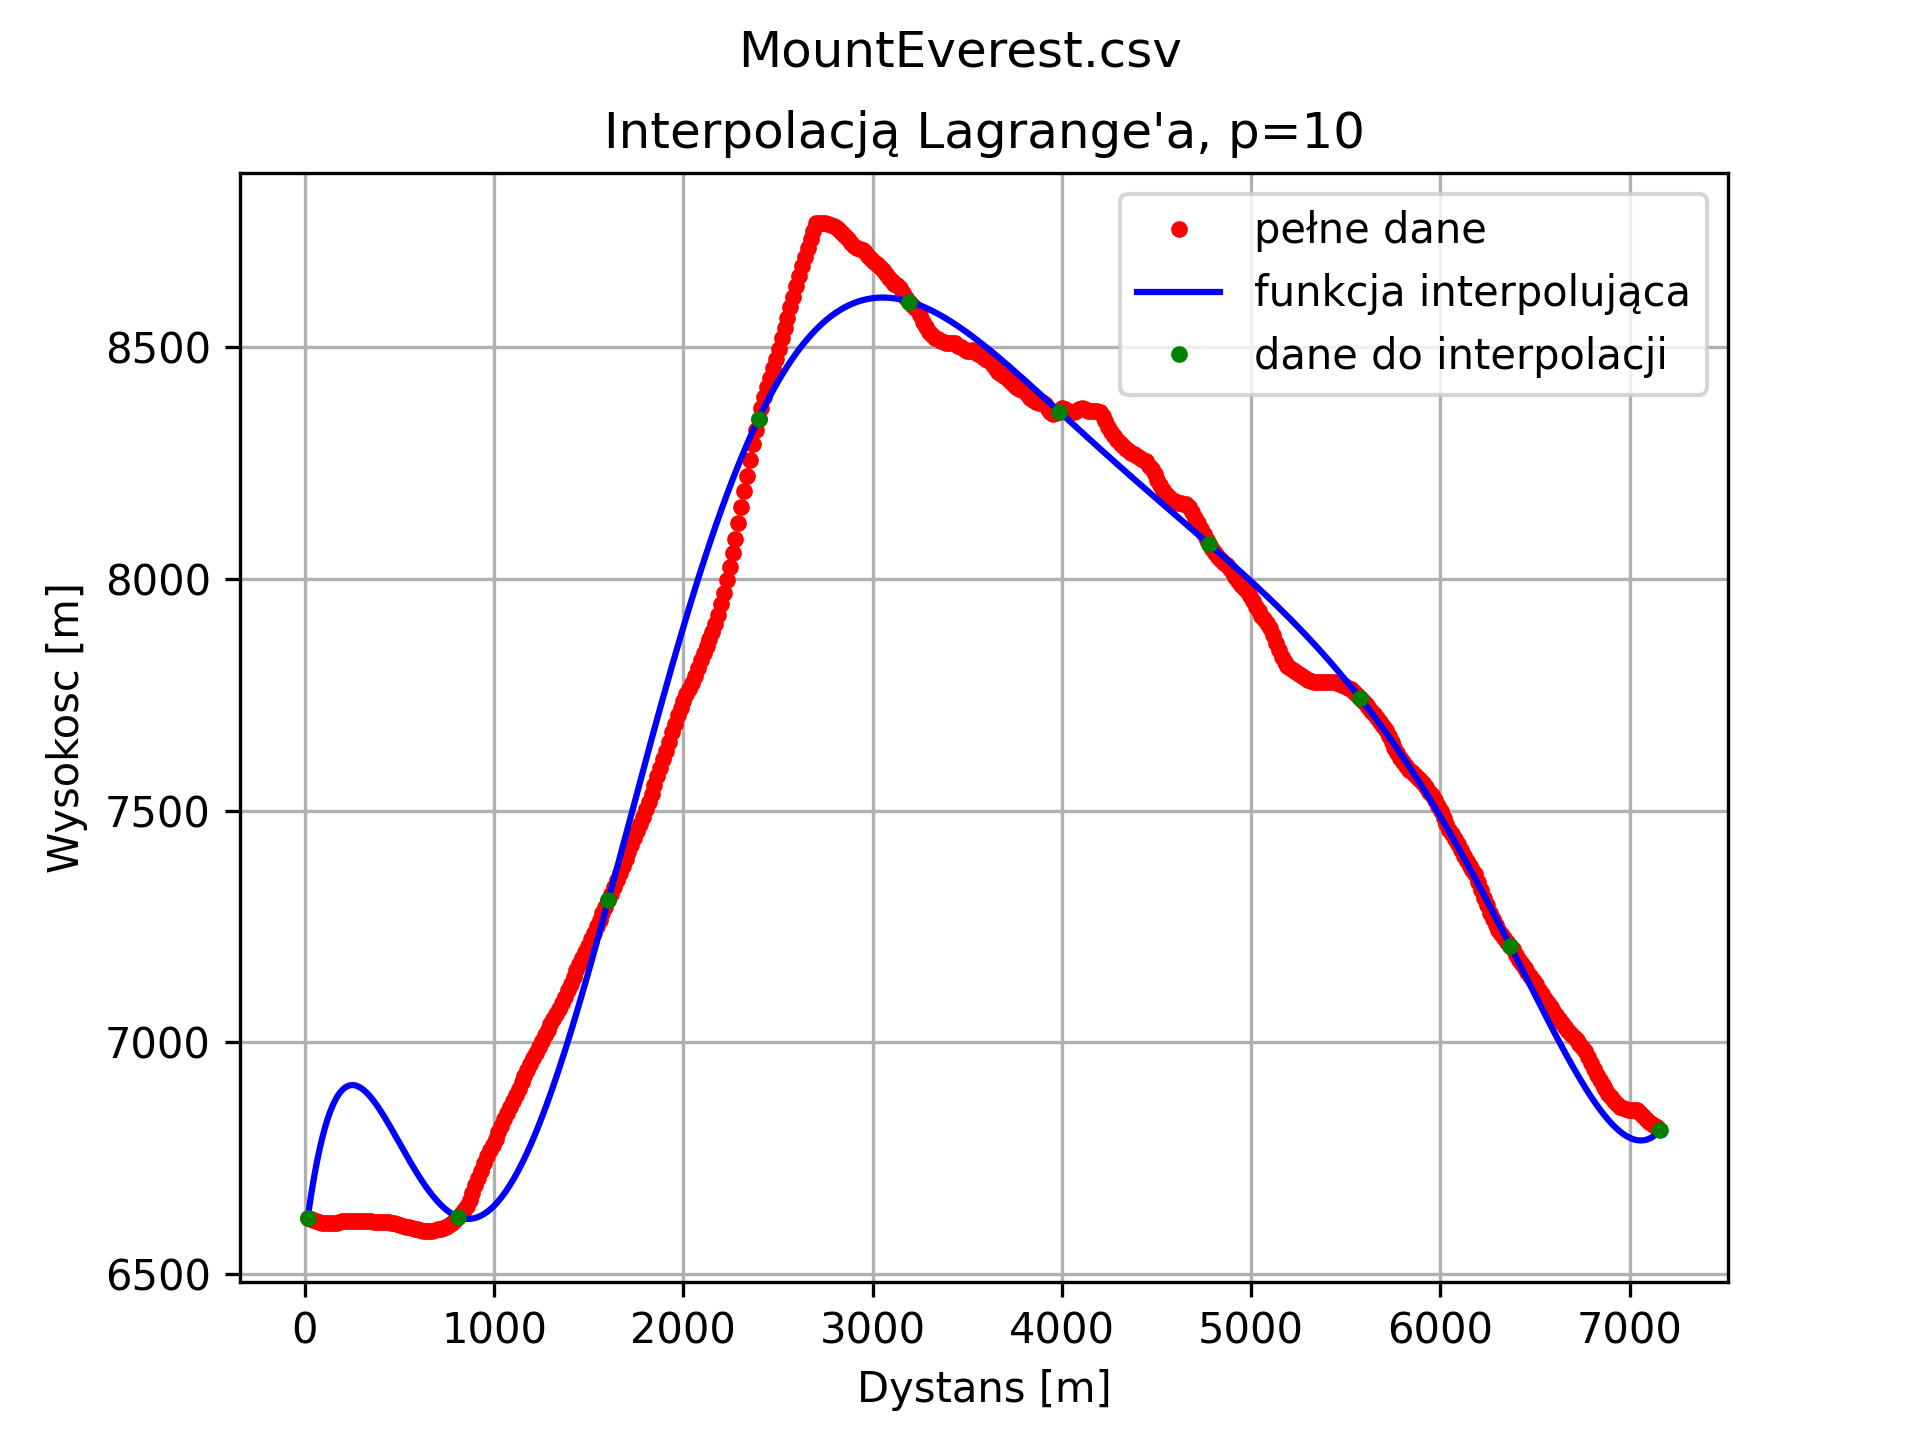 MountEverest.csv
Interpolacją Lagrange'a, p=10
pełne dane
funkcja interpolująca
dane do interpolacji
8500
8000
7500
7000
6500
Wysokosc [m]
0 1000 2000 3000 4000 5000 6000 7000
Dystans [m]